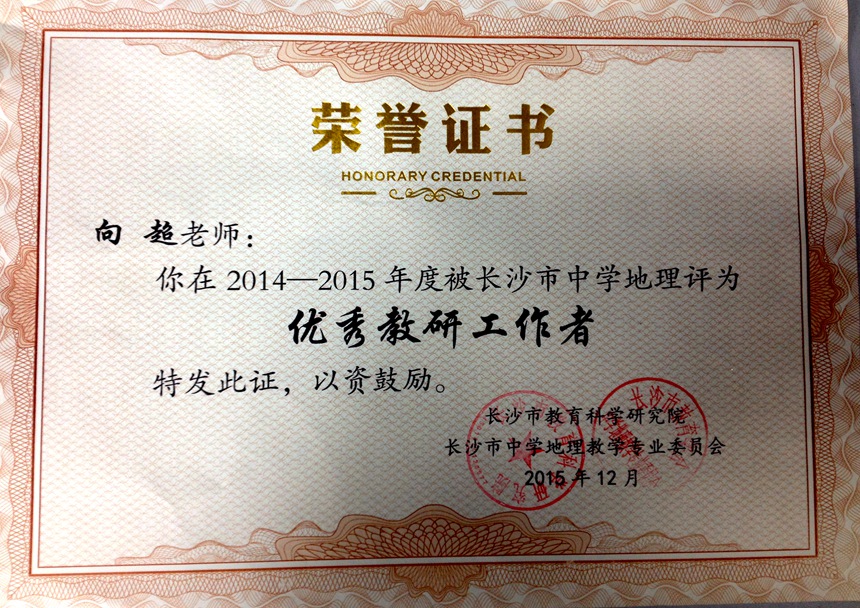 荣誉证书
HONORARY CREDENTIAL
向 超老师：
你在 2014—2015 年度被长沙市中学地理评为
优秀教研工作者
特发此证，以资鼓励。
长沙市教育科学研究院
长沙市中学地理教学专业委员会
2015 年 12 月